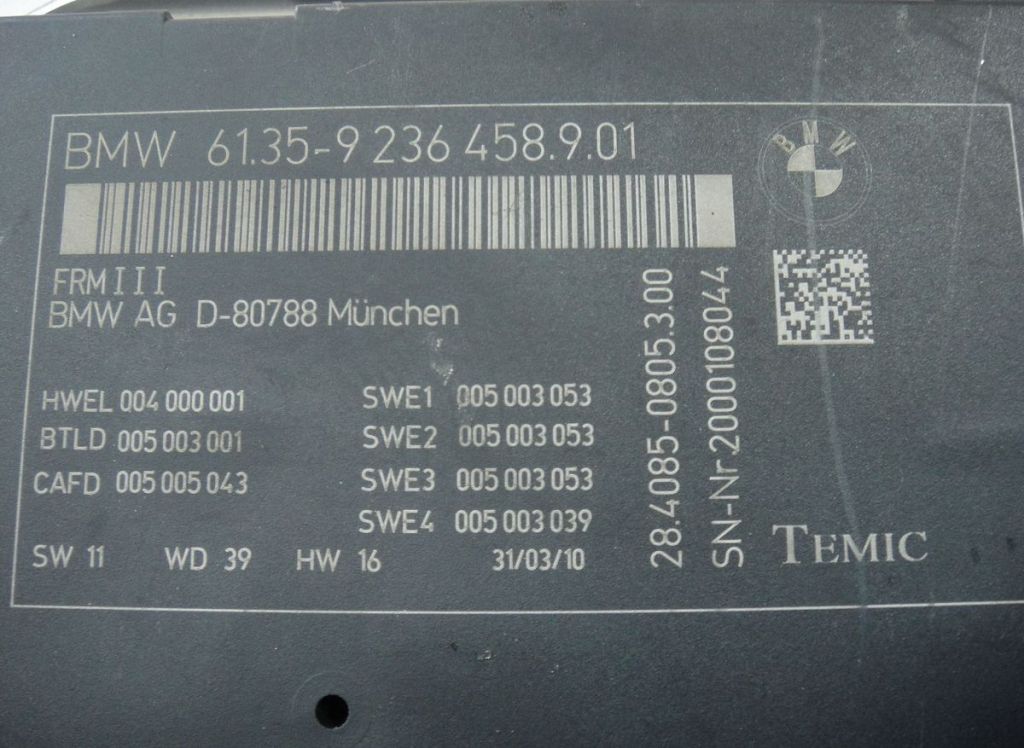 BMW 61.35-9 236 458.9.01
BMW
FRMIII
BMW AG D-80788 München
HWEL 004 000 001
BTLD 005 003 001
CAFD 005 005 043
SWE1 005 003 053
SWE2 005 003 053
SWE3 005 003 053
SWE4 005 003 039
SW 11 WD 39 HW 16 31/03/10
28.4085-0805.3.00
SN-Nr.2000108044
TEMIC